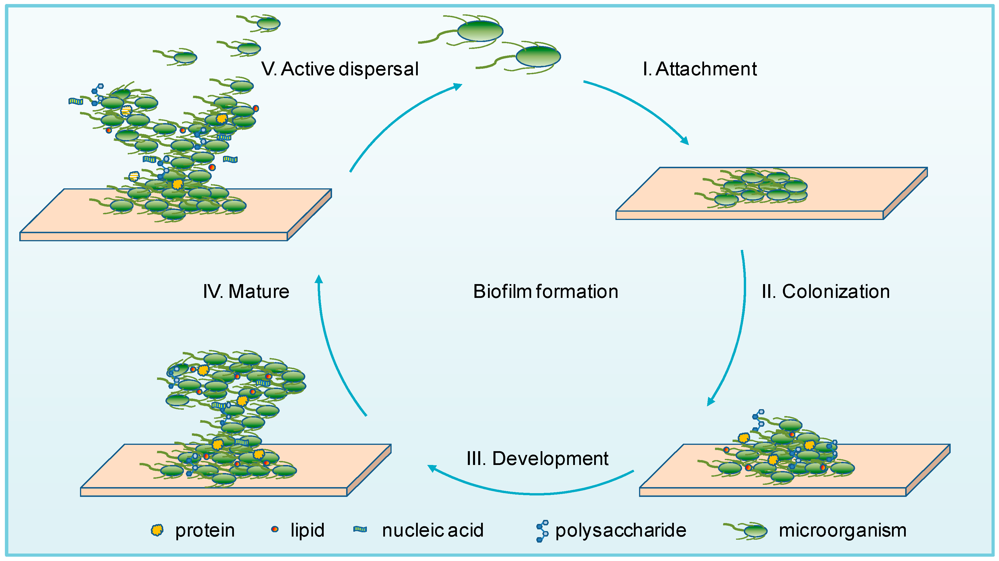 V. Active dispersal
I. Attachment
IV. Mature
Biofilm formation
II. Colonization
III. Development
protein
lipid
nucleic acid
polysaccharide
microorganism